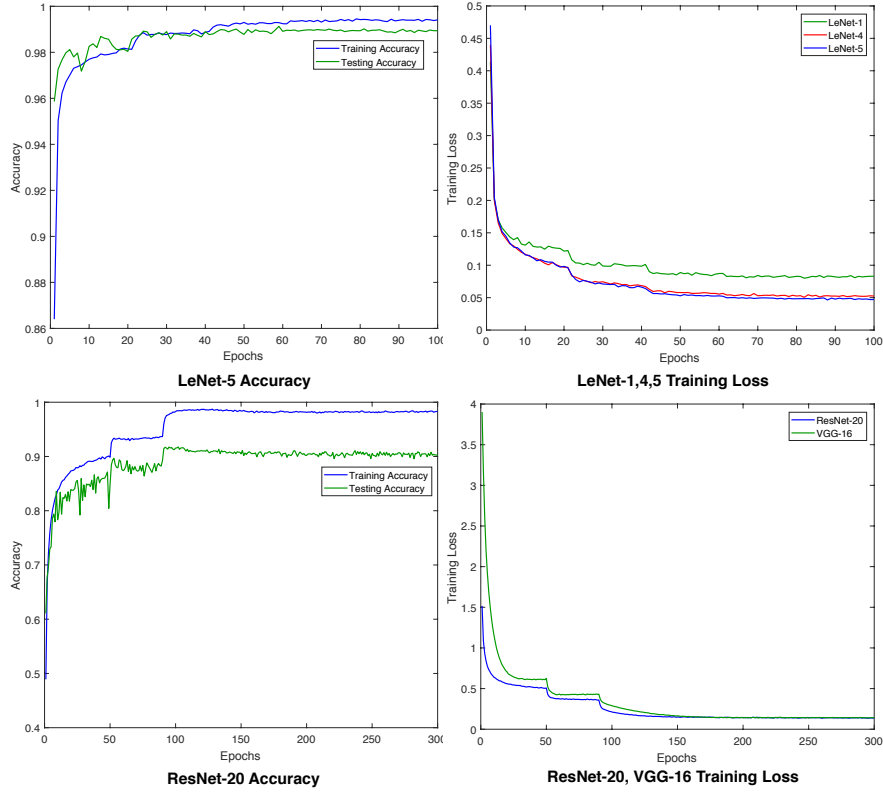 1
0.98
0.96
0.94
0.92
0.9
0.88
0.86
Accuracy
Training Accuracy
Testing Accuracy
0 10 20 30 40 50 60 70 80 90 100
Epochs
LeNet-5 Accuracy
0.5
0.45
0.4
0.35
0.3
0.25
0.2
0.15
0.1
0.05
0
Training Loss
LeNet-1
LeNet-4
LeNet-5
0 10 20 30 40 50 60 70 80 90 100
Epochs
LeNet-1,4,5 Training Loss
1
0.9
0.8
0.7
0.6
0.5
0.4
Accuracy
Training Accuracy
Testing Accuracy
0 50 100 150 200 250 300
Epochs
ResNet-20 Accuracy
4
3.5
3
2.5
2
1.5
1
0.5
0
Training Loss
ResNet-20
VGG-16
0 50 100 150 200 250 300
Epochs
ResNet-20, VGG-16 Training Loss